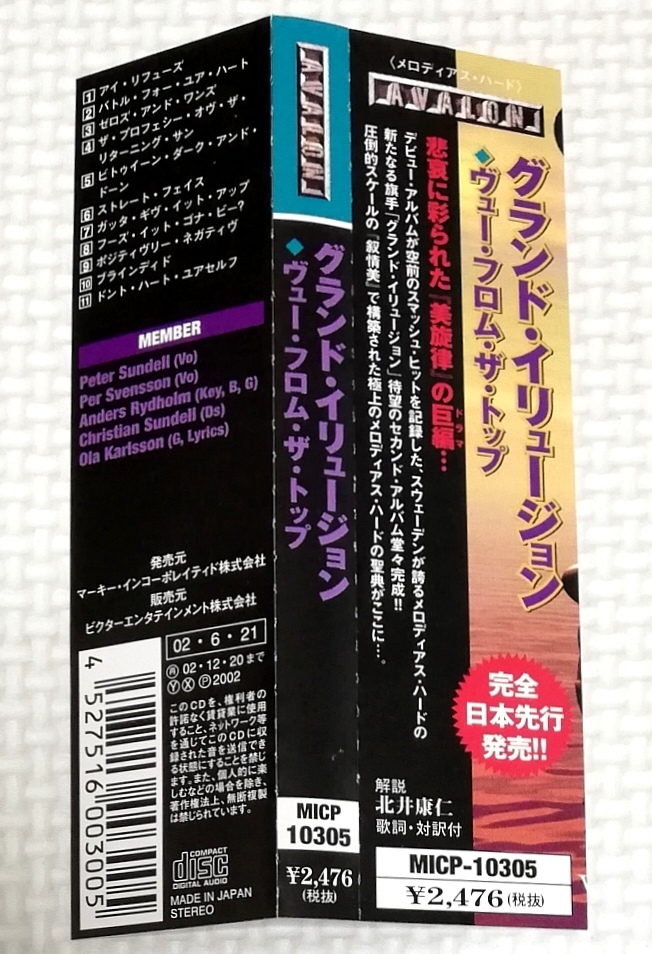 1 アイ・リフューズ
2 バトル・フォー・ユア・ハート
3 ゼロズ・アンド・ワンズ
4 ザ・プロフェシー・オヴ・ザ・
リターニング・サン
5 ビトゥイーン・ダーク・アンド・
ドーン
6 ストレート・フェイス
7 ガッタ・ギヴ・イット・アップ
8 フーズ・イット・ゴナ・ビー?
9 ポジティヴリー・ネガティヴ
10 ブラインディド
11 ドント・ハート・ユアセルフ
MEMBER
Peter Sundell (Vo)
Per Svensson (Vo)
Anders Rydholm (Key, B, G)
Christian Sundell (Ds)
Ola Karlsson (G, Lyrics)
発売元
マーキー・インコーポレイティド株式会社
販売元
ビクターエンタテインメント株式会社
02・6・21
Ⓡ 02・12・20まで
Ⓨ Ⓧ Ⓟ2002
このCDを、権利者の
許諾なく賃貸業に使用
すること、ネットワーク等
を通じてこのCDに収
録された音を送信でき
る状態にすることを禁じ
ます。また、個人的に楽
しむなどの場合を除き、
著作権法上、無断複製
は禁じられています。
COMPACT
disc
DIGITAL AUDIO
MADE IN JAPAN
STEREO
4 527516 003005
AVALON
グランド・イリュージョン
◆ヴュー・フロム・ザ・トップ
MICP
10305
¥2,476
(税抜)
〈メロディアス・ハード〉
AVALON
グランド・イリュージョン
◆ヴュー・フロム・ザ・トップ
悲哀に彩られた『美旋律』の巨編…
ドラマ
デビュー・アルバムが空前のスマッシュ・ヒットを記録した、スウェーデンが誇るメロディアス・ハードの
新たなる旗手「グランド・イリュージョン」待望のセカンド・アルバム堂々完成!!
圧倒的スケールの『叙情美』で構築された極上のメロディアス・ハードの聖典がここに…。
完全
日本先行
発売!!
解説
北井康仁
歌詞・対訳付
MICP-10305
¥2,476(税抜)